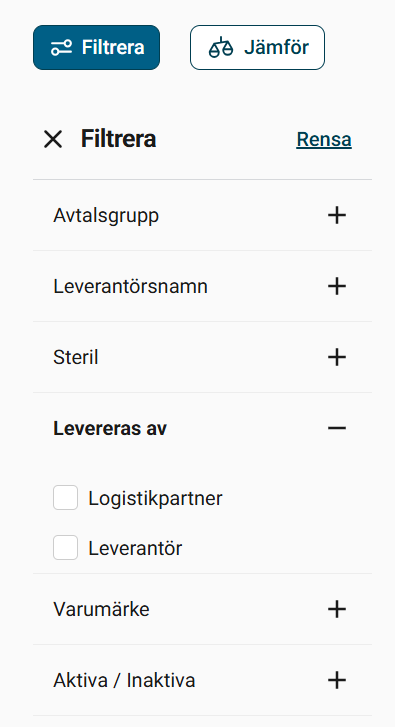 Filtrera
Jämför
Filtrera
Rensa
Avtalsgrupp
Leverantörsnamn
Steril
Levereras av
Logistikpartner
Leverantör
Varumärke
Aktiva / Inaktiva